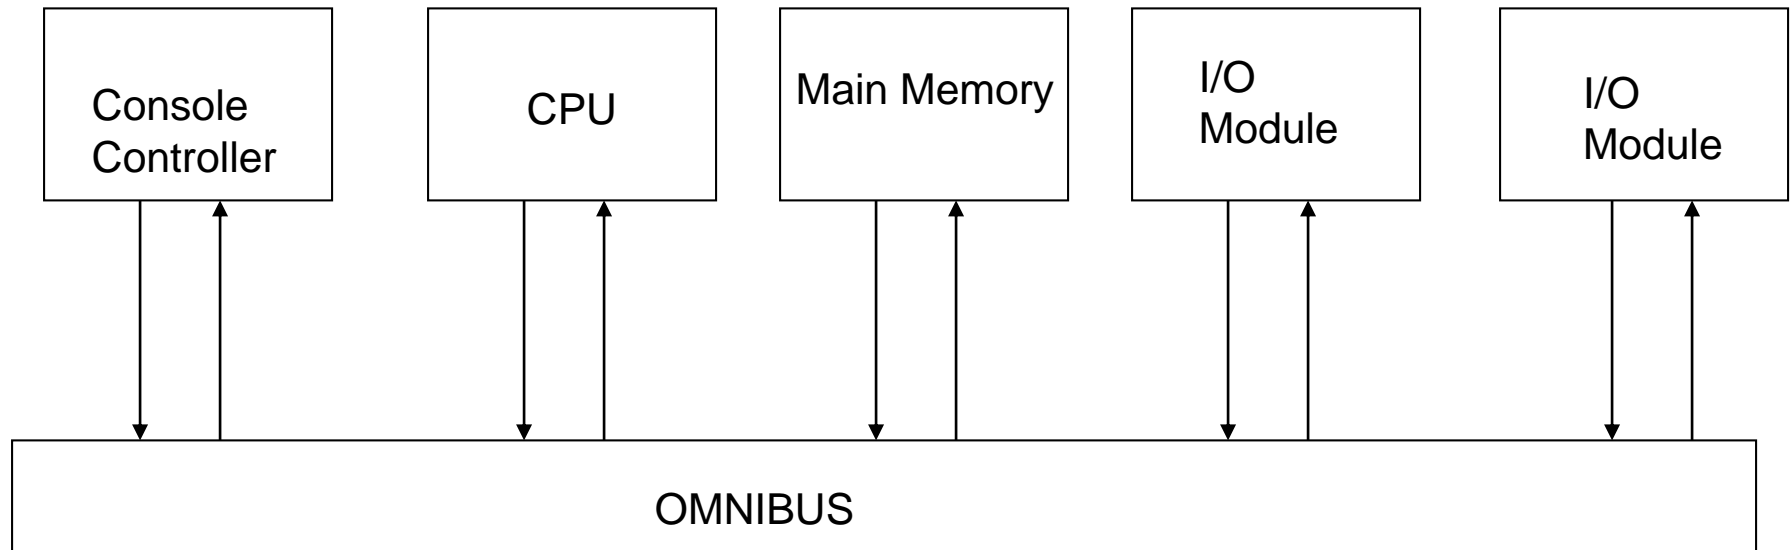 Console
Controller
CPU
Main Memory
I/O
Module
I/O
Module
OMNIBUS